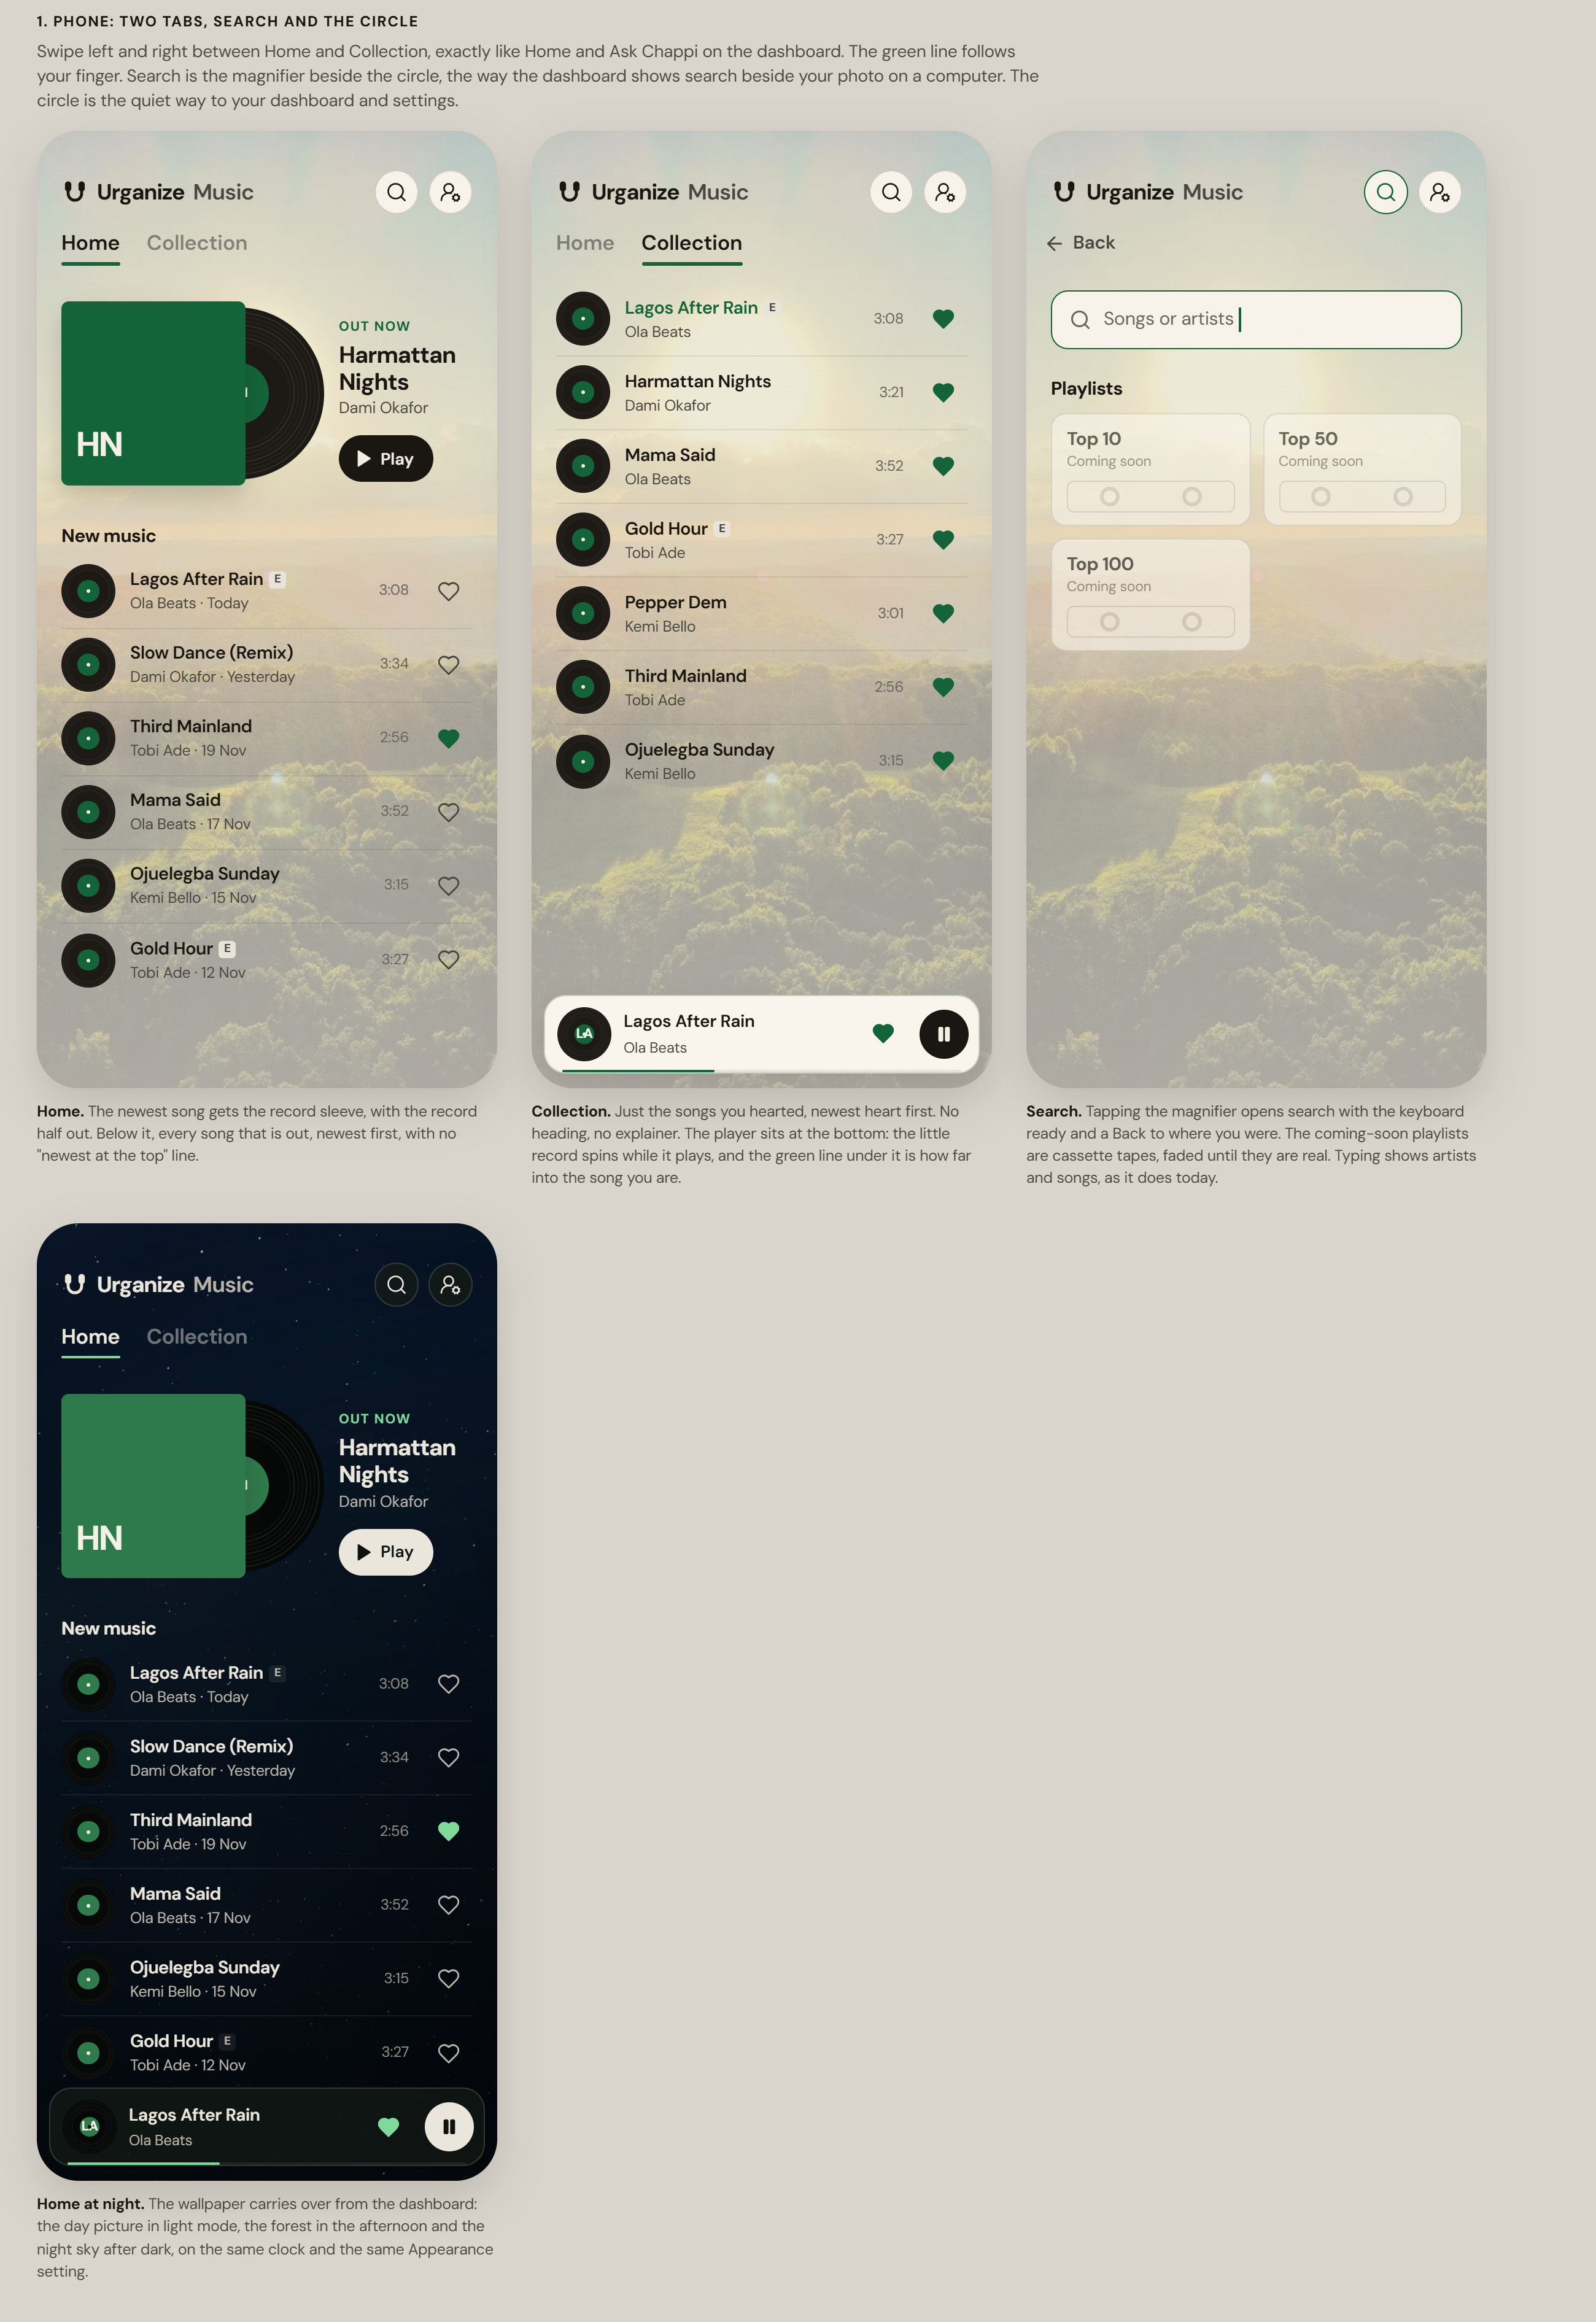 1. PHONE: TWO TABS, SEARCH AND THE CIRCLE
Swipe left and right between Home and Collection, exactly like Home and Ask Chappi on the dashboard. The green line follows
your finger. Search is the magnifier beside the circle, the way the dashboard shows search beside your photo on a computer. The
circle is the quiet way to your dashboard and settings.
Urganize Music
Home Collection
HN
OUT NOW
Harmattan
Nights
Dami Okafor
Play
New music
Lagos After Rain E
Ola Beats · Today
3:08
Slow Dance (Remix)
Dami Okafor · Yesterday
3:34
Third Mainland
Tobi Ade · 19 Nov
2:56
Mama Said
Ola Beats · 17 Nov
3:52
Ojuelegba Sunday
Kemi Bello · 15 Nov
3:15
Gold Hour E
Tobi Ade · 12 Nov
3:27
Home. The newest song gets the record sleeve, with the record
half out. Below it, every song that is out, newest first, with no
"newest at the top" line.
Urganize Music
Home Collection
Lagos After Rain E
Ola Beats
3:08
Harmattan Nights
Dami Okafor
3:21
Mama Said
Ola Beats
3:52
Gold Hour E
Tobi Ade
3:27
Pepper Dem
Kemi Bello
3:01
Third Mainland
Tobi Ade
2:56
Ojuelegba Sunday
Kemi Bello
3:15
LA
Lagos After Rain
Ola Beats
Collection. Just the songs you hearted, newest heart first. No
heading, no explainer. The player sits at the bottom: the little
record spins while it plays, and the green line under it is how far
into the song you are.
Urganize Music
Back
Songs or artists
Playlists
Top 10
Coming soon
Top 50
Coming soon
Top 100
Coming soon
Search. Tapping the magnifier opens search with the keyboard
ready and a Back to where you were. The coming-soon playlists
are cassette tapes, faded until they are real. Typing shows artists
and songs, as it does today.
Urganize Music
Home Collection
HN
OUT NOW
Harmattan
Nights
Dami Okafor
Play
New music
Lagos After Rain E
Ola Beats · Today
3:08
Slow Dance (Remix)
Dami Okafor · Yesterday
3:34
Third Mainland
Tobi Ade · 19 Nov
2:56
Mama Said
Ola Beats · 17 Nov
3:52
Ojuelegba Sunday
Kemi Bello · 15 Nov
3:15
Gold Hour E
Tobi Ade · 12 Nov
3:27
LA
Lagos After Rain
Ola Beats
Home at night. The wallpaper carries over from the dashboard:
the day picture in light mode, the forest in the afternoon and the
night sky after dark, on the same clock and the same Appearance
setting.